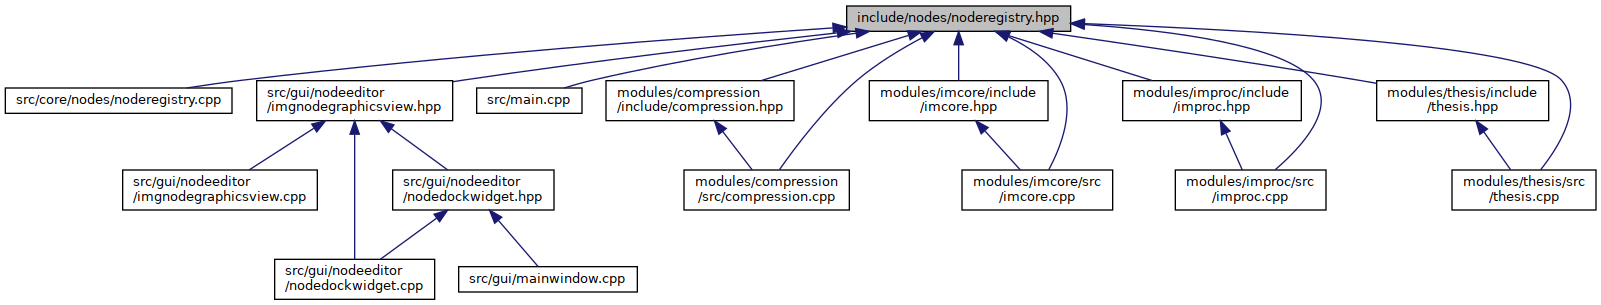 include/nodes/noderegistry.hpp
src/core/nodes/noderegistry.cpp
src/gui/nodeeditor
/imgnodegraphicsview.hpp
src/main.cpp
modules/compression
/include/compression.hpp
modules/imcore/include
/imcore.hpp
modules/improc/include
/improc.hpp
modules/thesis/include
/thesis.hpp
src/gui/nodeeditor
/imgnodegraphicsview.cpp
src/gui/nodeeditor
/nodedockwidget.hpp
modules/compression
/src/compression.cpp
modules/imcore/src
/imcore.cpp
modules/improc/src
/improc.cpp
modules/thesis/src
/thesis.cpp
src/gui/nodeeditor
/nodedockwidget.cpp
src/gui/mainwindow.cpp